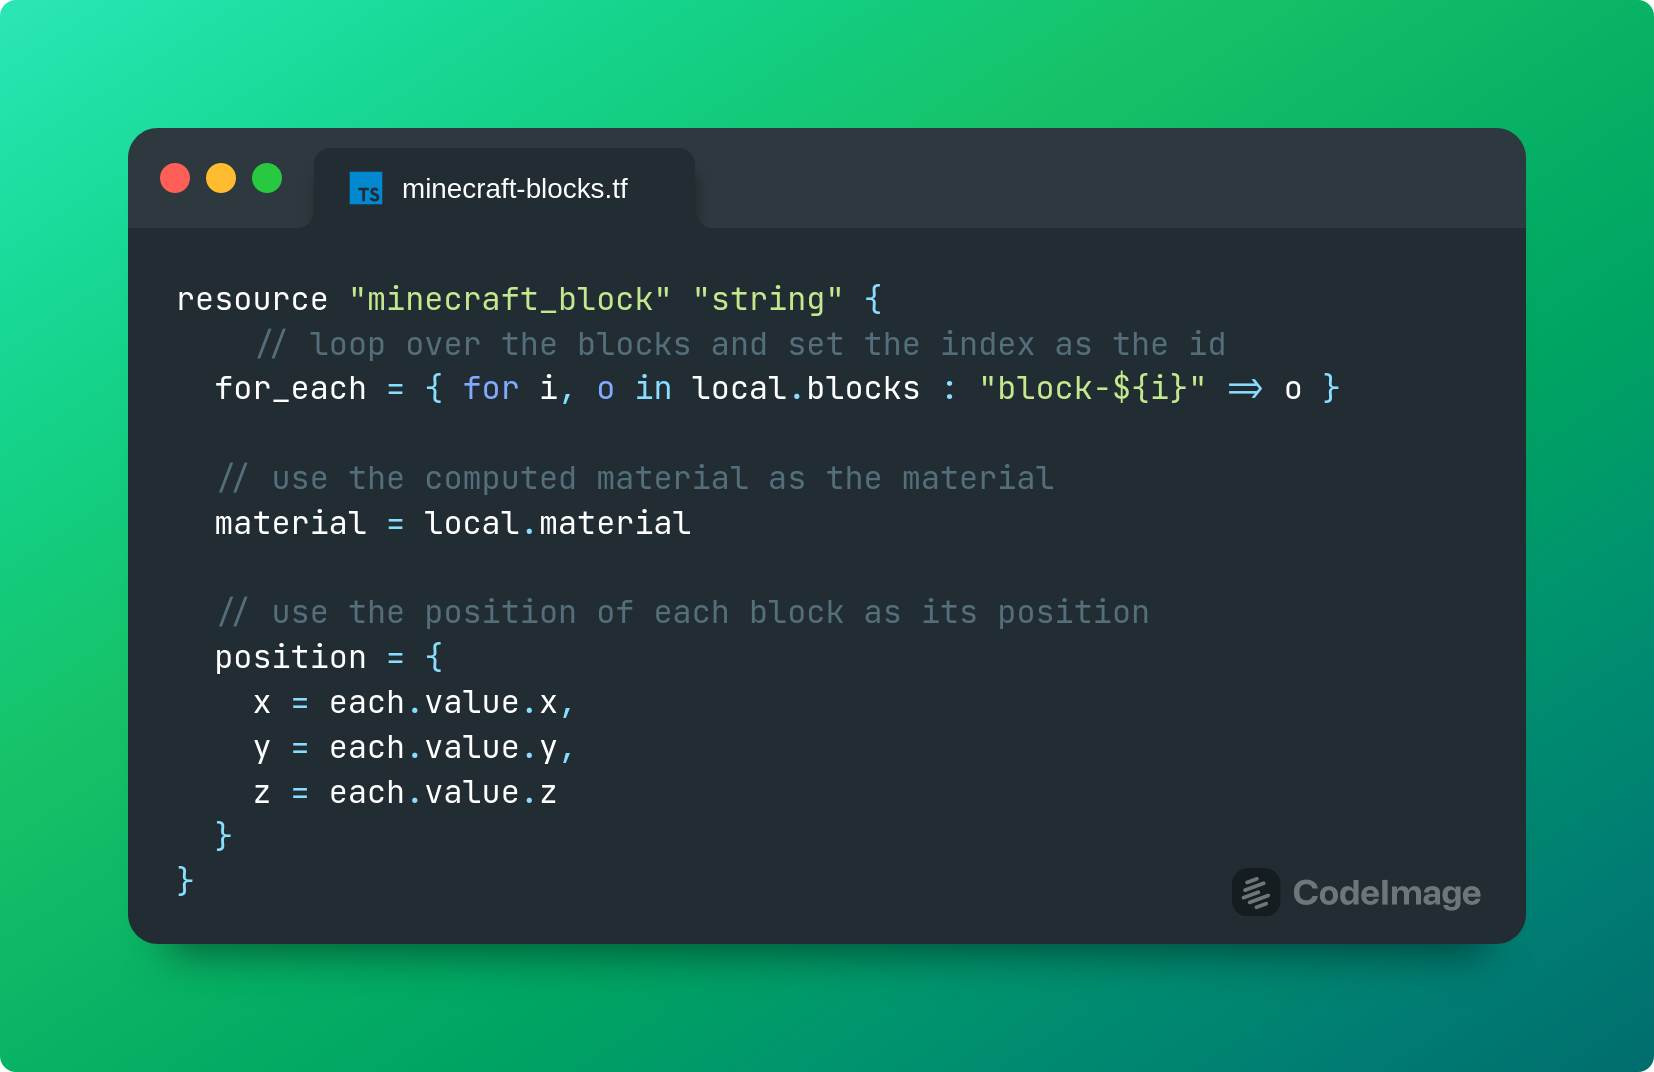 TS minecraft-blocks.tf
resource "minecraft_block" "string" {
    // loop over the blocks and set the index as the id
  for_each = { for i, o in local.blocks : "block-${i}" => o }

  // use the computed material as the material
  material = local.material

  // use the position of each block as its position
  position = {
    x = each.value.x,
    y = each.value.y,
    z = each.value.z
  }
}
CodeImage